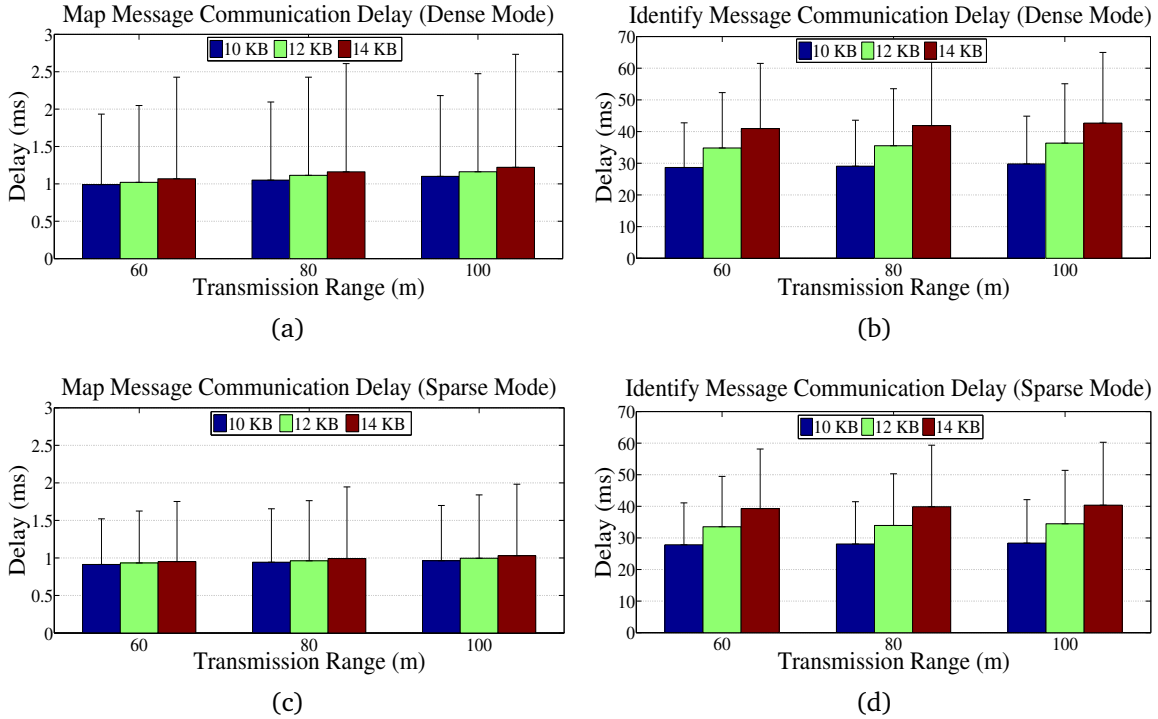 Map Message Communication Delay (Dense Mode)
3
2.5
2
1.5
1
0.5
0
Delay (ms)
10 KB 12 KB 14 KB
60 80 100
Transmission Range (m)
(a)
Identify Message Communication Delay (Dense Mode)
70
60
50
40
30
20
10
0
Delay (ms)
10 KB 12 KB 14 KB
60 80 100
Transmission Range (m)
(b)
Map Message Communication Delay (Sparse Mode)
3
2.5
2
1.5
1
0.5
0
Delay (ms)
10 KB 12 KB 14 KB
60 80 100
Transmission Range (m)
(c)
Identify Message Communication Delay (Sparse Mode)
70
60
50
40
30
20
10
0
Delay (ms)
10 KB 12 KB 14 KB
60 80 100
Transmission Range (m)
(d)